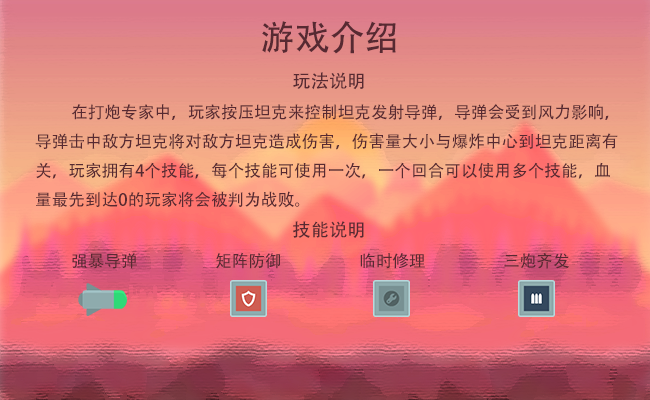 游戏介绍
玩法说明
在打炮专家中，玩家按压坦克来控制坦克发射导弹，导弹会受到风力影响，
导弹击中敌方坦克将对敌方坦克造成伤害，伤害量大小与爆炸中心到坦克距离有
关，玩家拥有4个技能，每个技能可使用一次，一个回合可以使用多个技能，血
量最先到达0的玩家将会被判为战败。
技能说明
强暴导弹 矩阵防御 临时修理 三炮齐发